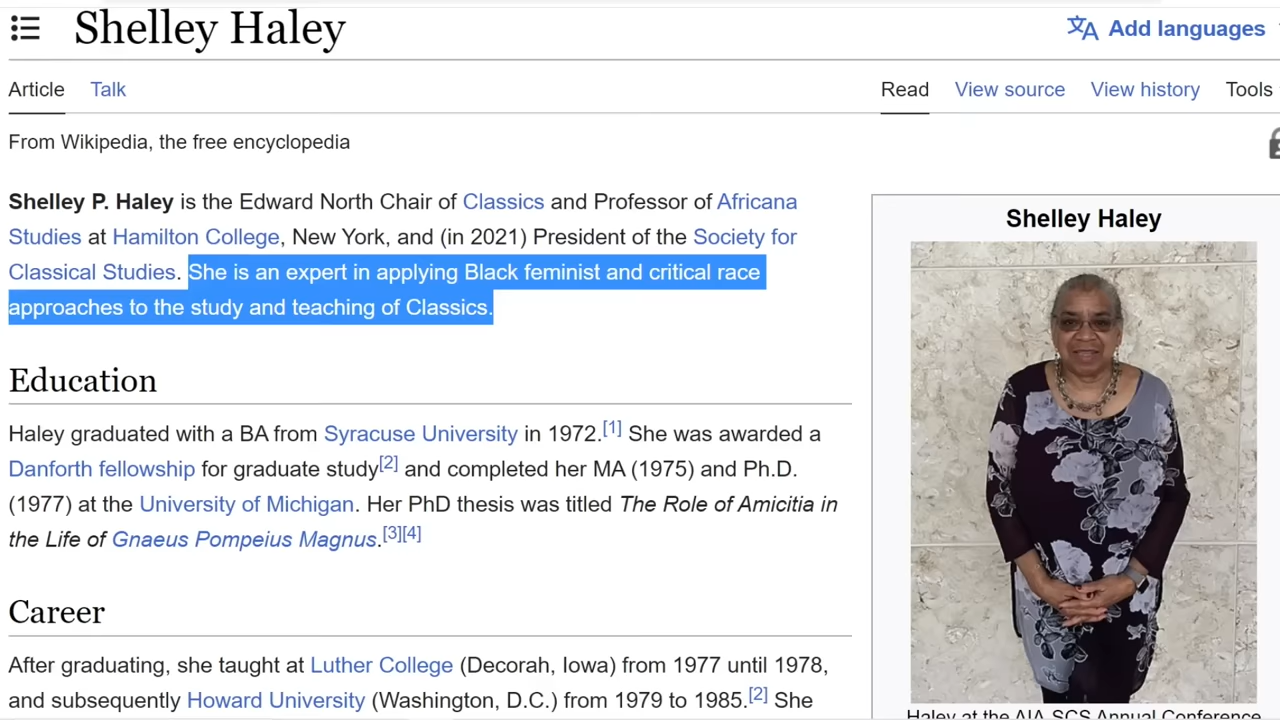 Shelley Haley
Add languages
Article Talk
Read View source View history Tools
From Wikipedia, the free encyclopedia
Shelley P. Haley is the Edward North Chair of Classics and Professor of Africana
Studies at Hamilton College, New York, and (in 2021) President of the Society for
Classical Studies. She is an expert in applying Black feminist and critical race
approaches to the study and teaching of Classics.
Education
Haley graduated with a BA from Syracuse University in 1972.[1] She was awarded a
Danforth fellowship for graduate study[2] and completed her MA (1975) and Ph.D.
(1977) at the University of Michigan. Her PhD thesis was titled The Role of Amicitia in
the Life of Gnaeus Pompeius Magnus.[3][4]
Career
After graduating, she taught at Luther College (Decorah, Iowa) from 1977 until 1978,
and subsequently Howard University (Washington, D.C.) from 1979 to 1985.[2] She
Shelley Haley
Haley at the AIA-SCS Annual Conference